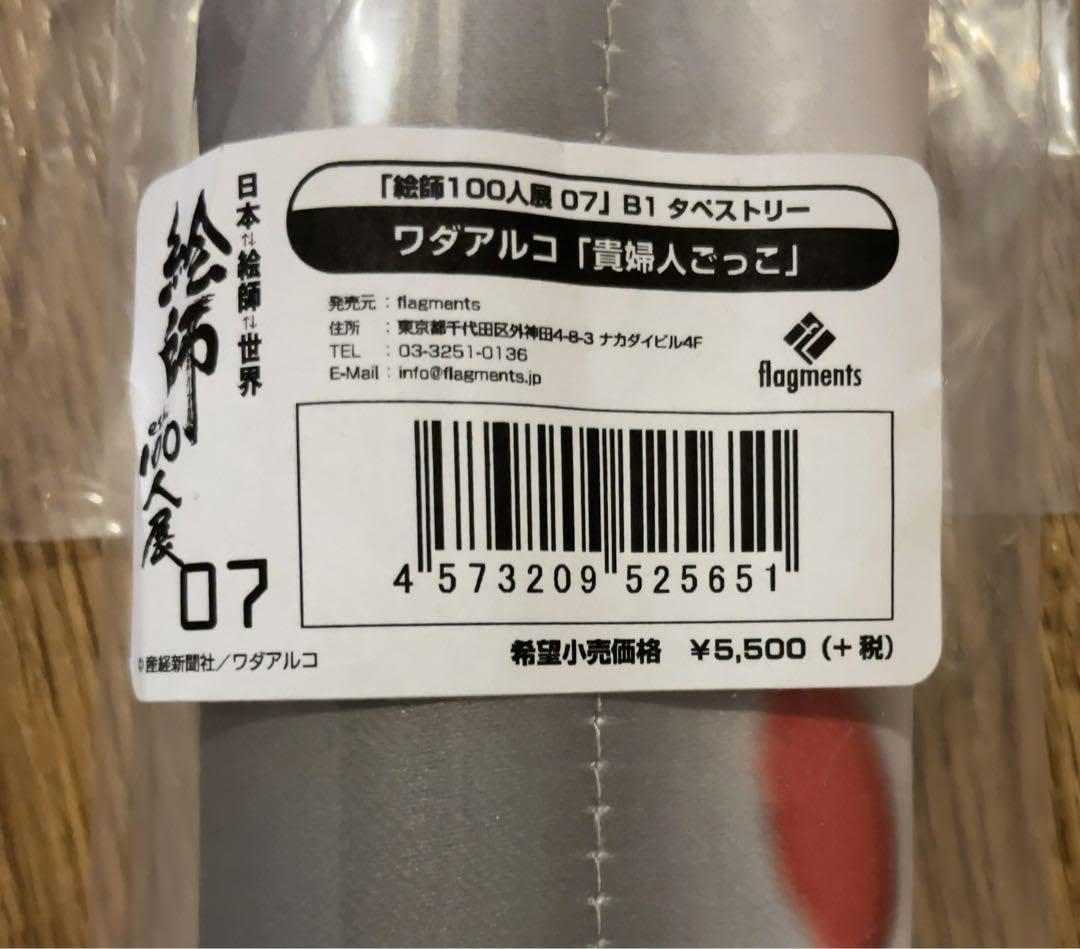 「絵師100人展 07」B1 タペストリー
ワダアルコ「貴婦人ごっこ」
日本⇄絵師⇄世界
絵師
100
人展
07
発売元 : flagments
住所 : 東京都千代田区外神田4-8-3 ナカダイビル4F
TEL : 03-3251-0136
E-Mail : info@flagments.jp
flagments
4 573209 525651
希望小売価格 ¥5,500(+税)
©産経新聞社/ワダアルコ